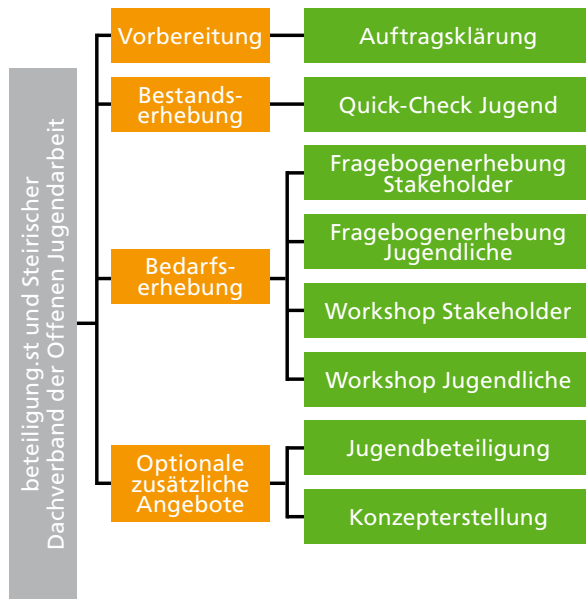 beteiligung.st und Steirischer
Dachverband der Offenen Jugendarbeit
Vorbereitung
Auftragsklärung
Bestands-
erhebung
Quick-Check Jugend
Bedarfs-
erhebung
Fragebogenerhebung
Stakeholder
Fragebogenerhebung
Jugendliche
Workshop Stakeholder
Workshop Jugendliche
Optionale
zusätzliche
Angebote
Jugendbeteiligung
Konzepterstellung